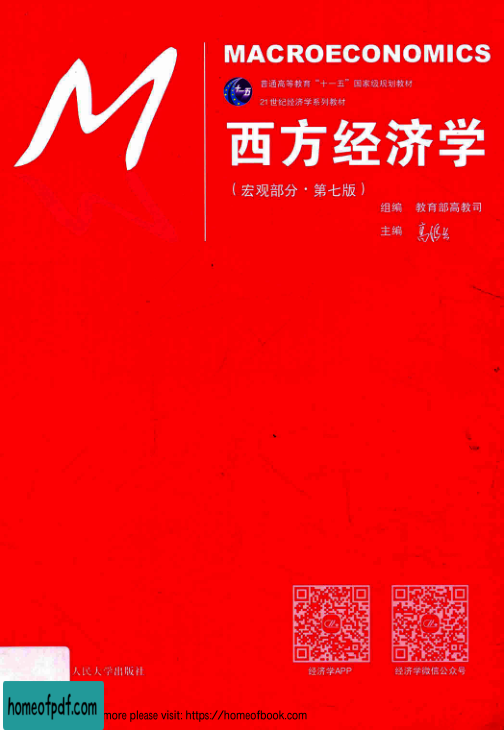 M
MACROECONOMICS
十一五
普通高等教育“十一五”国家级规划教材
21世纪经济学系列教材
西方经济学
（宏观部分·第七版）
组编 教育部高教司
主编
人民大学出版社
经济学APP
经济学微信公众号
homeofpdf.com
more please visit: https://homeofbook.com